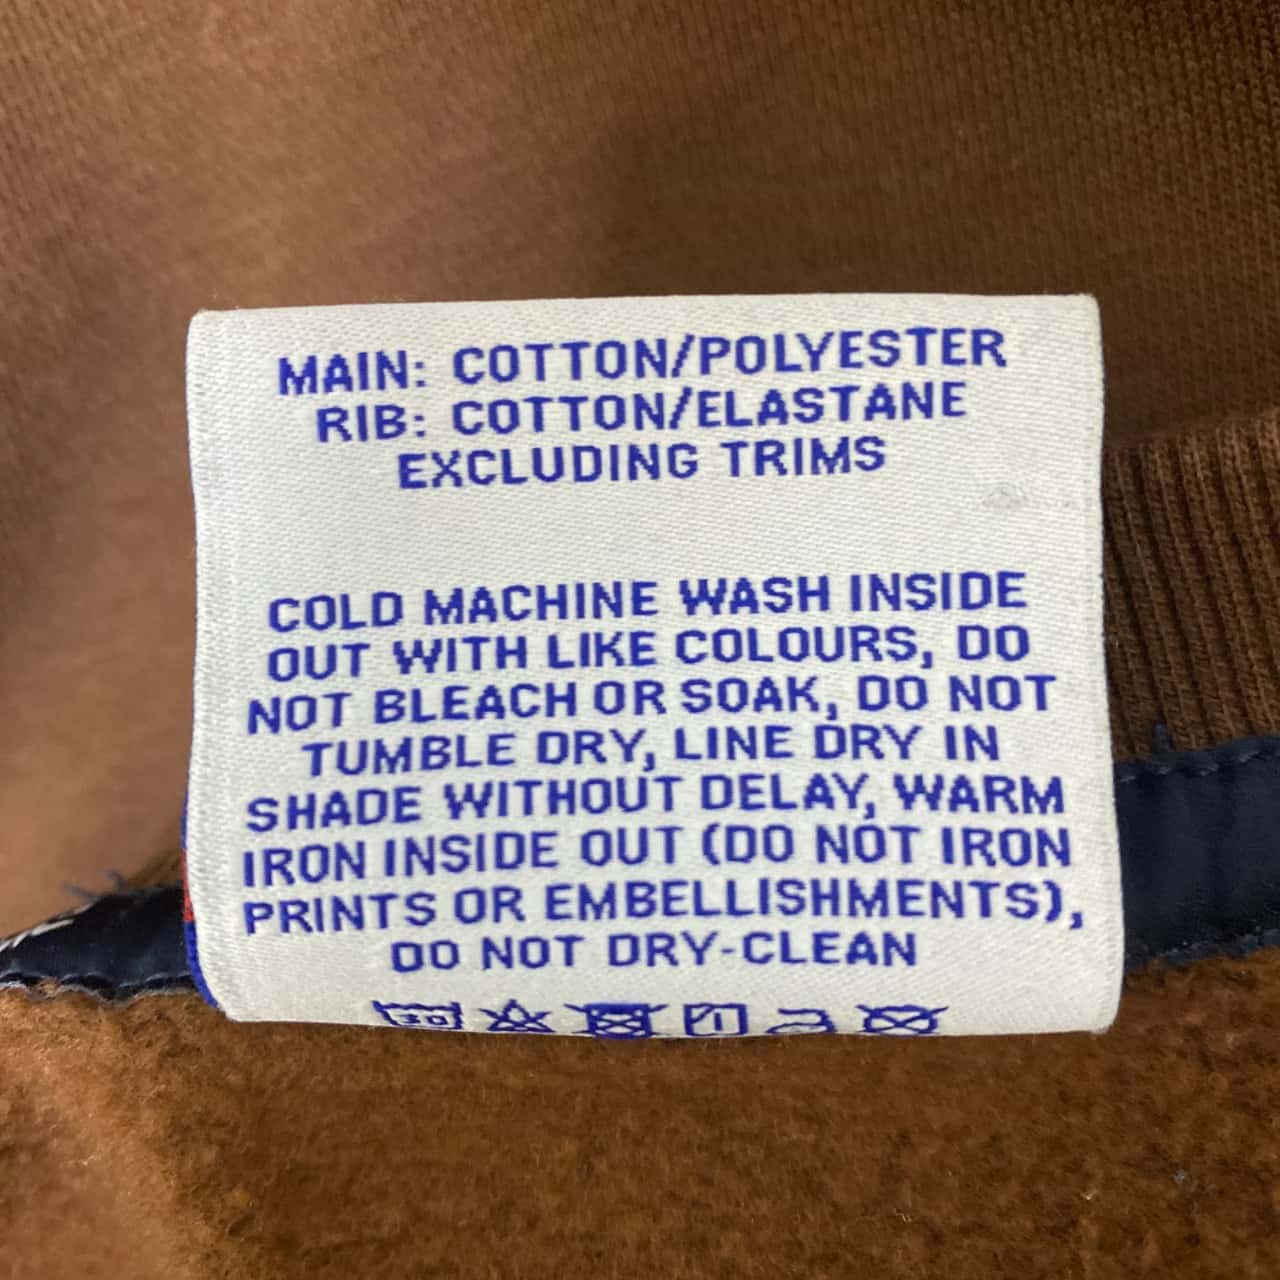 MAIN: COTTON/POLYESTER
RIB: COTTON/ELASTANE
EXCLUDING TRIMS
COLD MACHINE WASH INSIDE
OUT WITH LIKE COLOURS, DO
NOT BLEACH OR SOAK, DO NOT
TUMBLE DRY, LINE DRY IN
SHADE WITHOUT DELAY, WARM
IRON INSIDE OUT (DO NOT IRON
PRINTS OR EMBELLISHMENTS),
DO NOT DRY-CLEAN
30